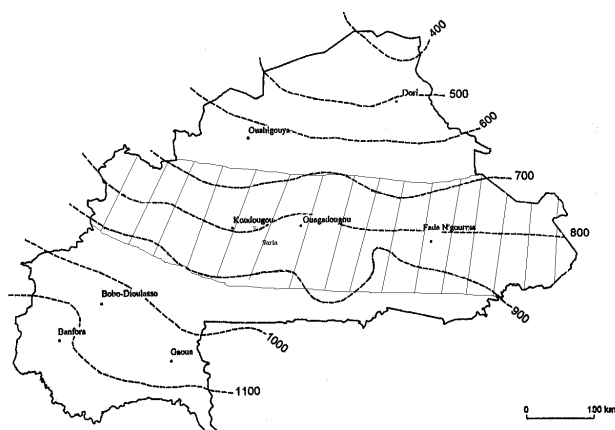 400
Dori
500
600
Ouahigouya
700
Koudougou
Ouagadougou
Saria
Fada N'gourma
800
900
Bobo-Dioulasso
Banfora
Gaoua
1000
1100
0 100 km